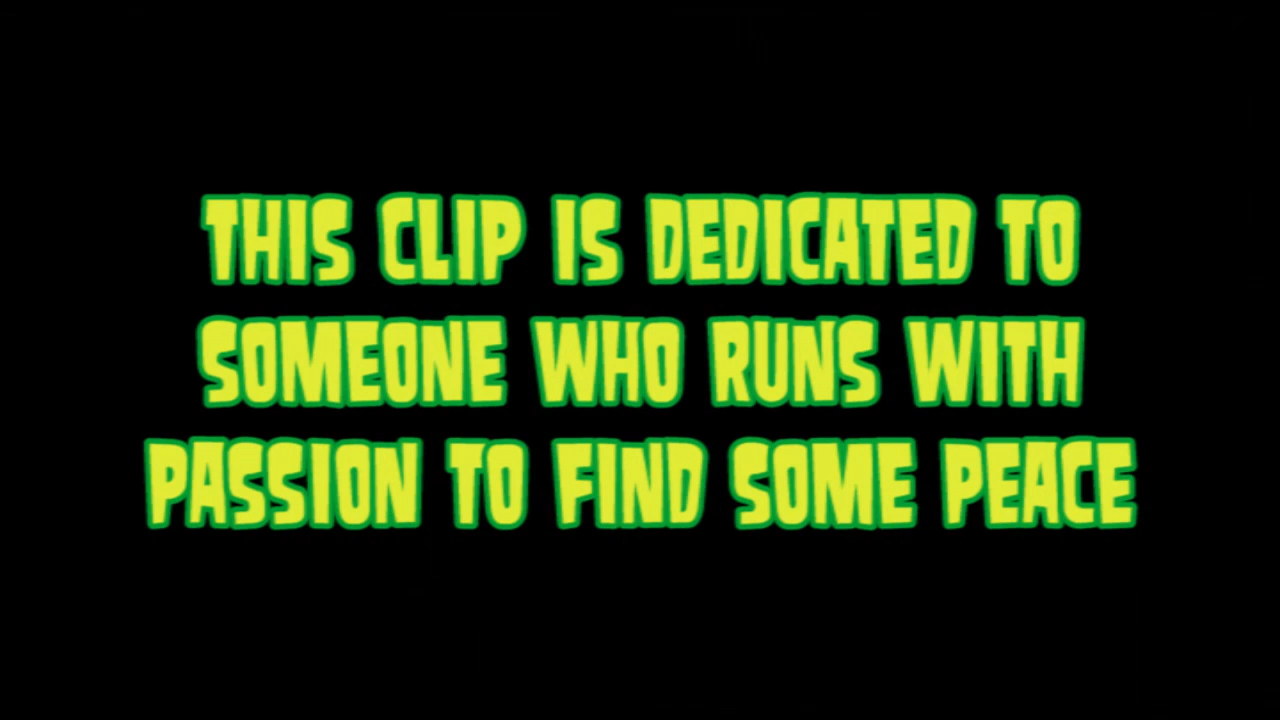 THIS CLIP IS DEDICATED TO
SOMEONE WHO RUNS WITH
PASSION TO FIND SOME PEACE